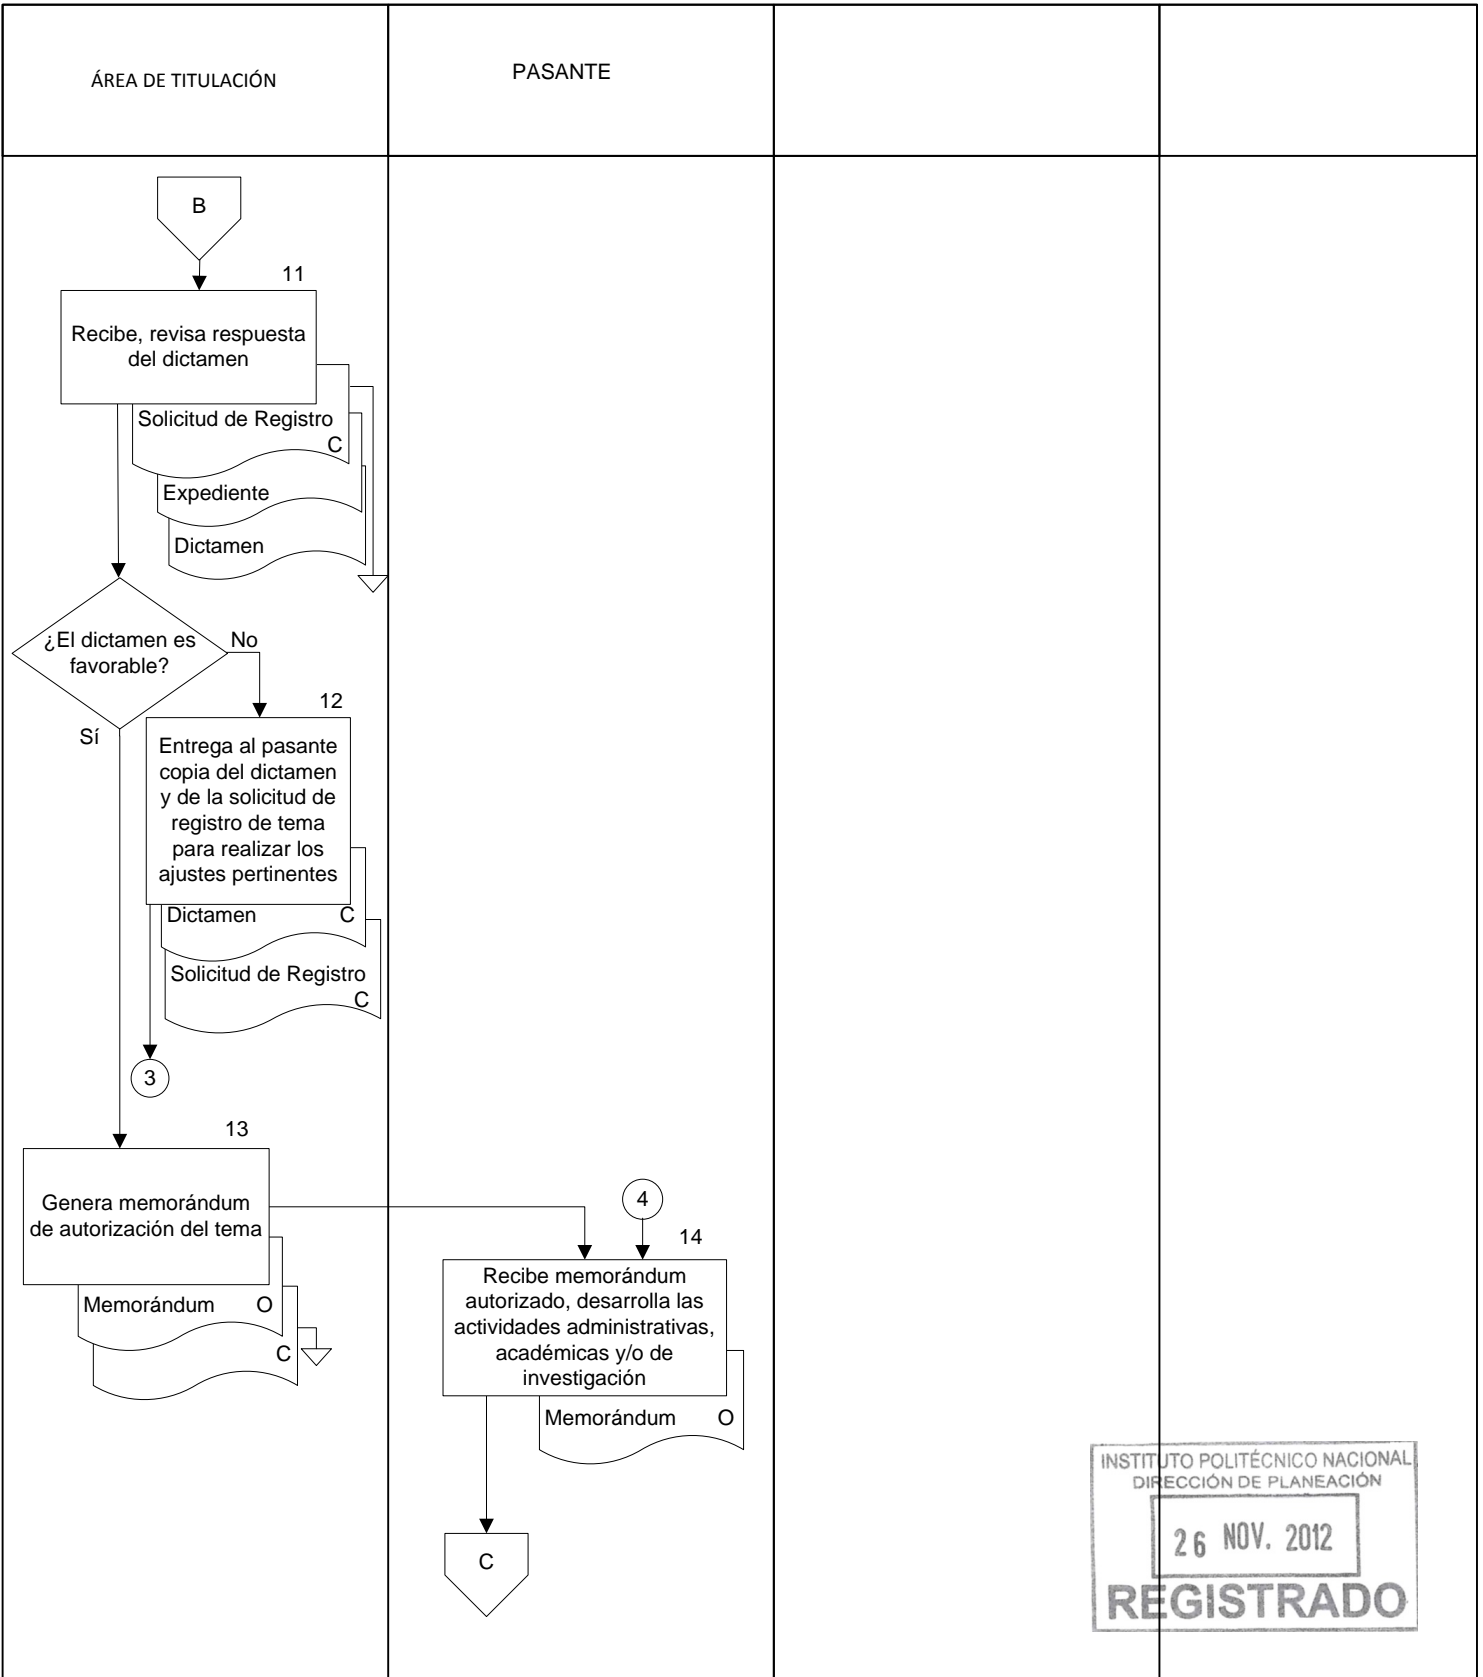 ÁREA DE TITULACIÓN
PASANTE
B
11
Recibe, revisa respuesta
del dictamen
Solicitud de Registro
C
Expediente
Dictamen
¿El dictamen es
favorable?
No
Sí
12
Entrega al pasante
copia del dictamen
y de la solicitud de
registro de tema
para realizar los
ajustes pertinentes
Dictamen C
Solicitud de Registro
C
3
13
Genera memorándum
de autorización del tema
Memorándum O
C
4
14
Recibe memorándum
autorizado, desarrolla las
actividades administrativas,
académicas y/o de
investigación
Memorándum O
C
INSTITUTO POLITÉCNICO NACIONAL
DIRECCIÓN DE PLANEACIÓN
26 NOV. 2012
REGISTRADO